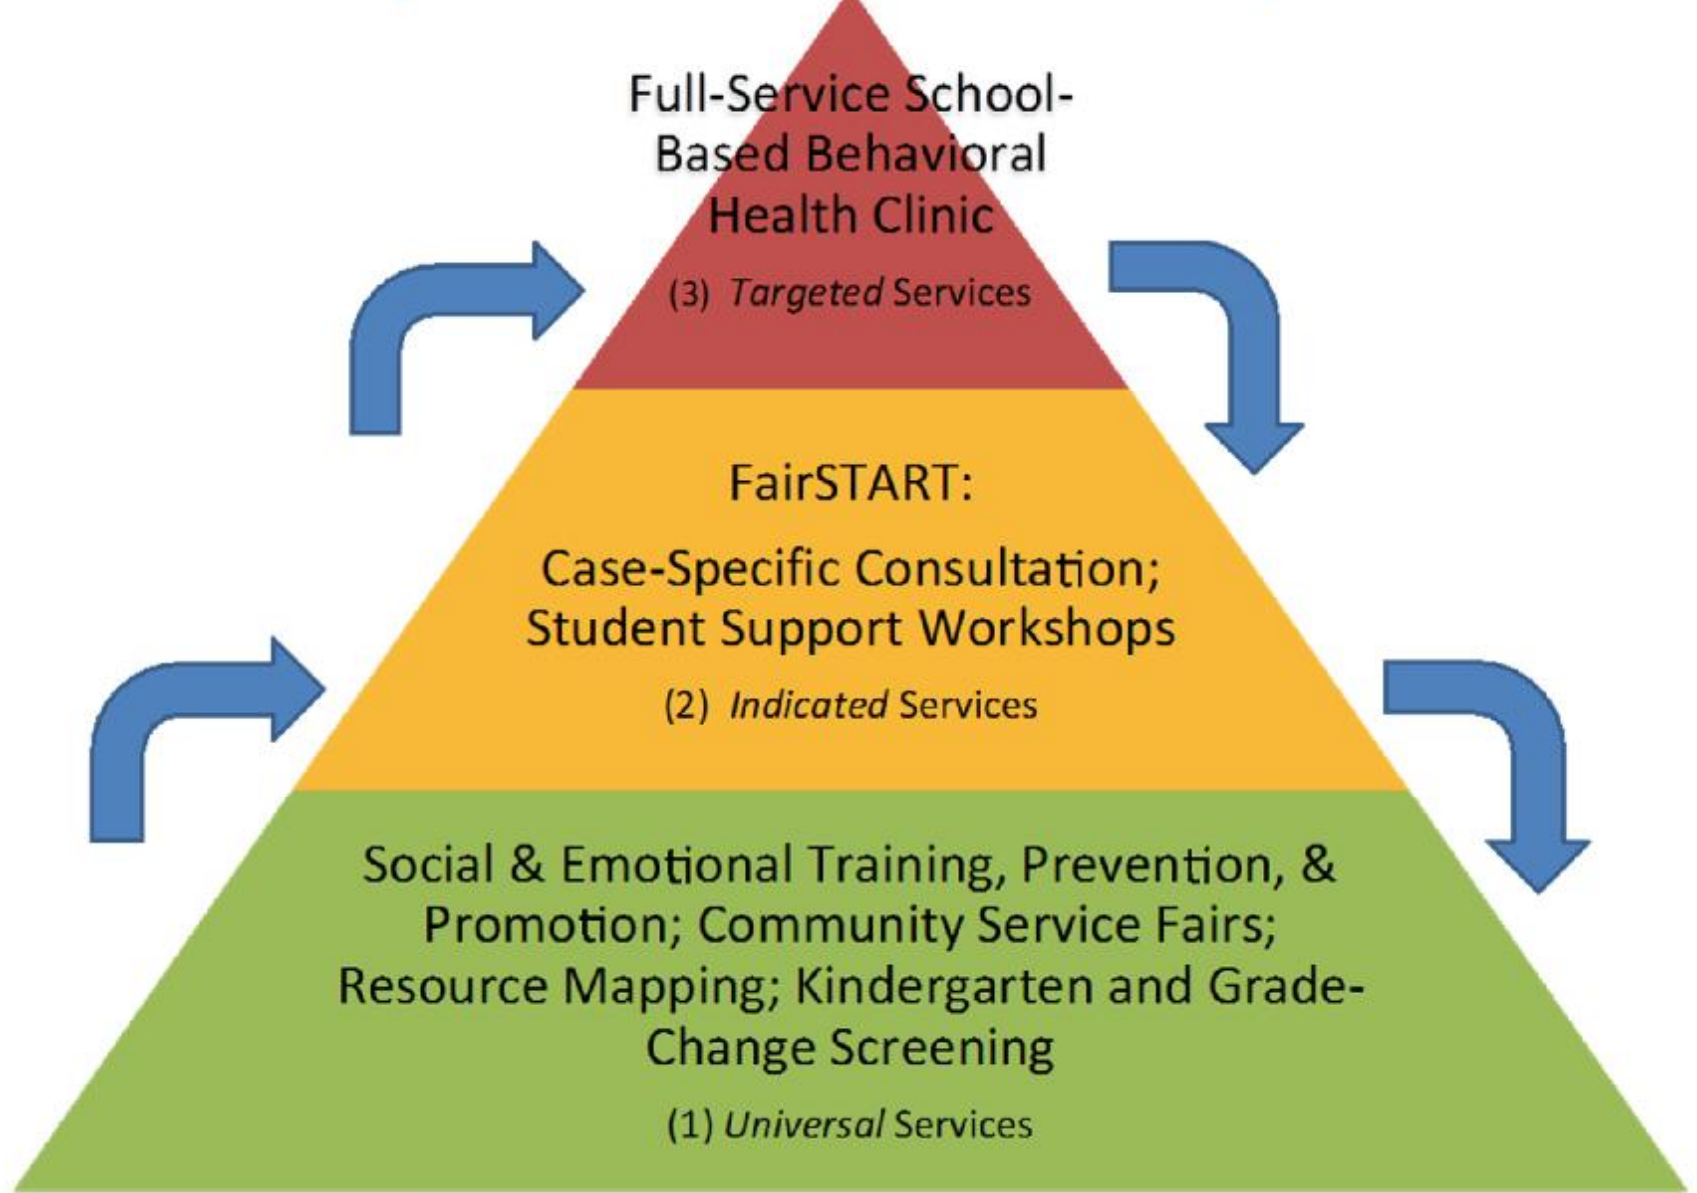 Full-Service School-
Based Behavioral
Health Clinic
(3) Targeted Services
FairSTART:
Case-Specific Consultation;
Student Support Workshops
(2) Indicated Services
Social & Emotional Training, Prevention, &
Promotion; Community Service Fairs;
Resource Mapping; Kindergarten and Grade-
Change Screening
(1) Universal Services